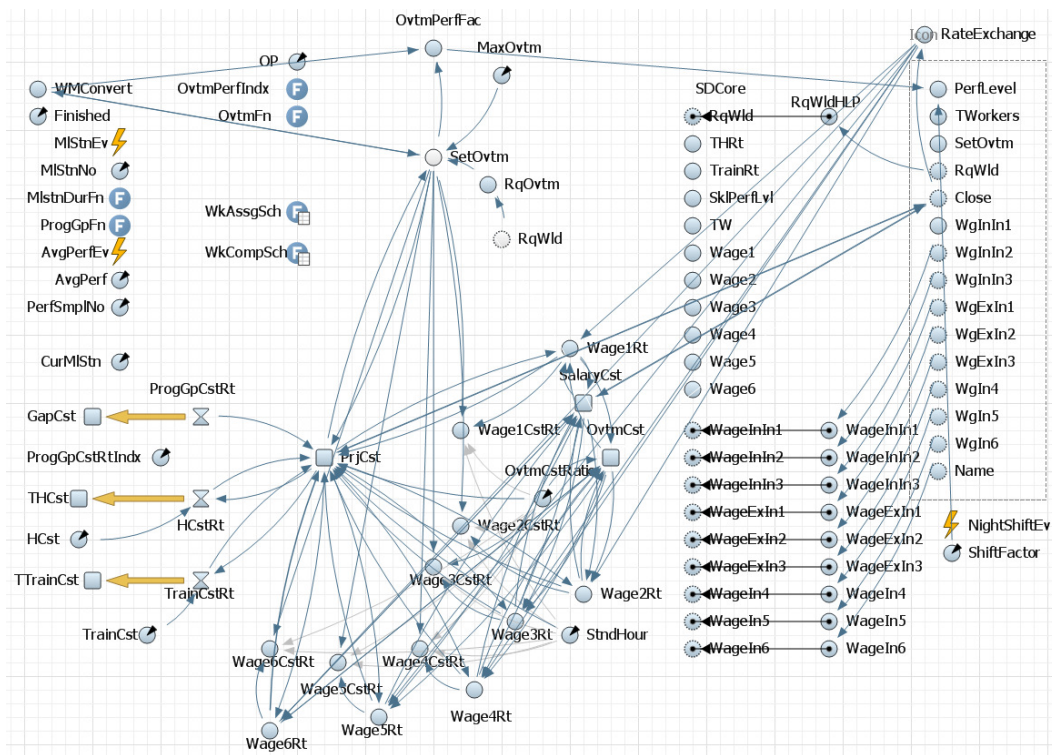 OvtmPerfFac
Icon RateExchange
OP
MaxOvtm
WMConvert
OvtmPerfIndx
SDCore
PerfLevel
RqWldHLP
Finished
OvtmFn
RqWld
TWorkers
MlStnEv
THRt
SetOvtm
SetOvtm
MlStnNo
TrainRt
RqWld
RqOvtm
MlstnDurFn
SklPerfLvl
Close
WkAssgSch
ProgGpFn
TW
WgInIn1
RqWld
AvgPerfEv
WkCompSch
Wage1
WgInIn2
AvgPerf
Wage2
WgInIn3
PerfSmplNo
Wage3
WgExIn1
Wage4
WgExIn2
Wage1Rt
CurMlStn
Wage5
WgExIn3
SalaryCst
ProgGpCstRt
Wage6
WgIn4
GapCst
WgIn5
Wage1CstRt
OvtmCst
WageInIn1
WageInIn1
WgIn6
ProgGpCstRtIndx
PrjCst
WageInIn2
WageInIn2
OvtmCstRatio
Name
WageInIn3
WageInIn3
THCst
HCstRt
WageExIn1
WageExIn1
Wage2CstRt
NightShiftEv
HCst
WageExIn2
WageExIn2
ShiftFactor
WageExIn3
WageExIn3
TTrainCst
Wage3CstRt
TrainCstRt
Wage2Rt
WageIn4
WageIn4
WageIn5
WageIn5
TrainCst
Wage3Rt
StndHour
WageIn6
WageIn6
Wage6CstRt
Wage4CstRt
Wage5CstRt
Wage4Rt
Wage5Rt
Wage6Rt